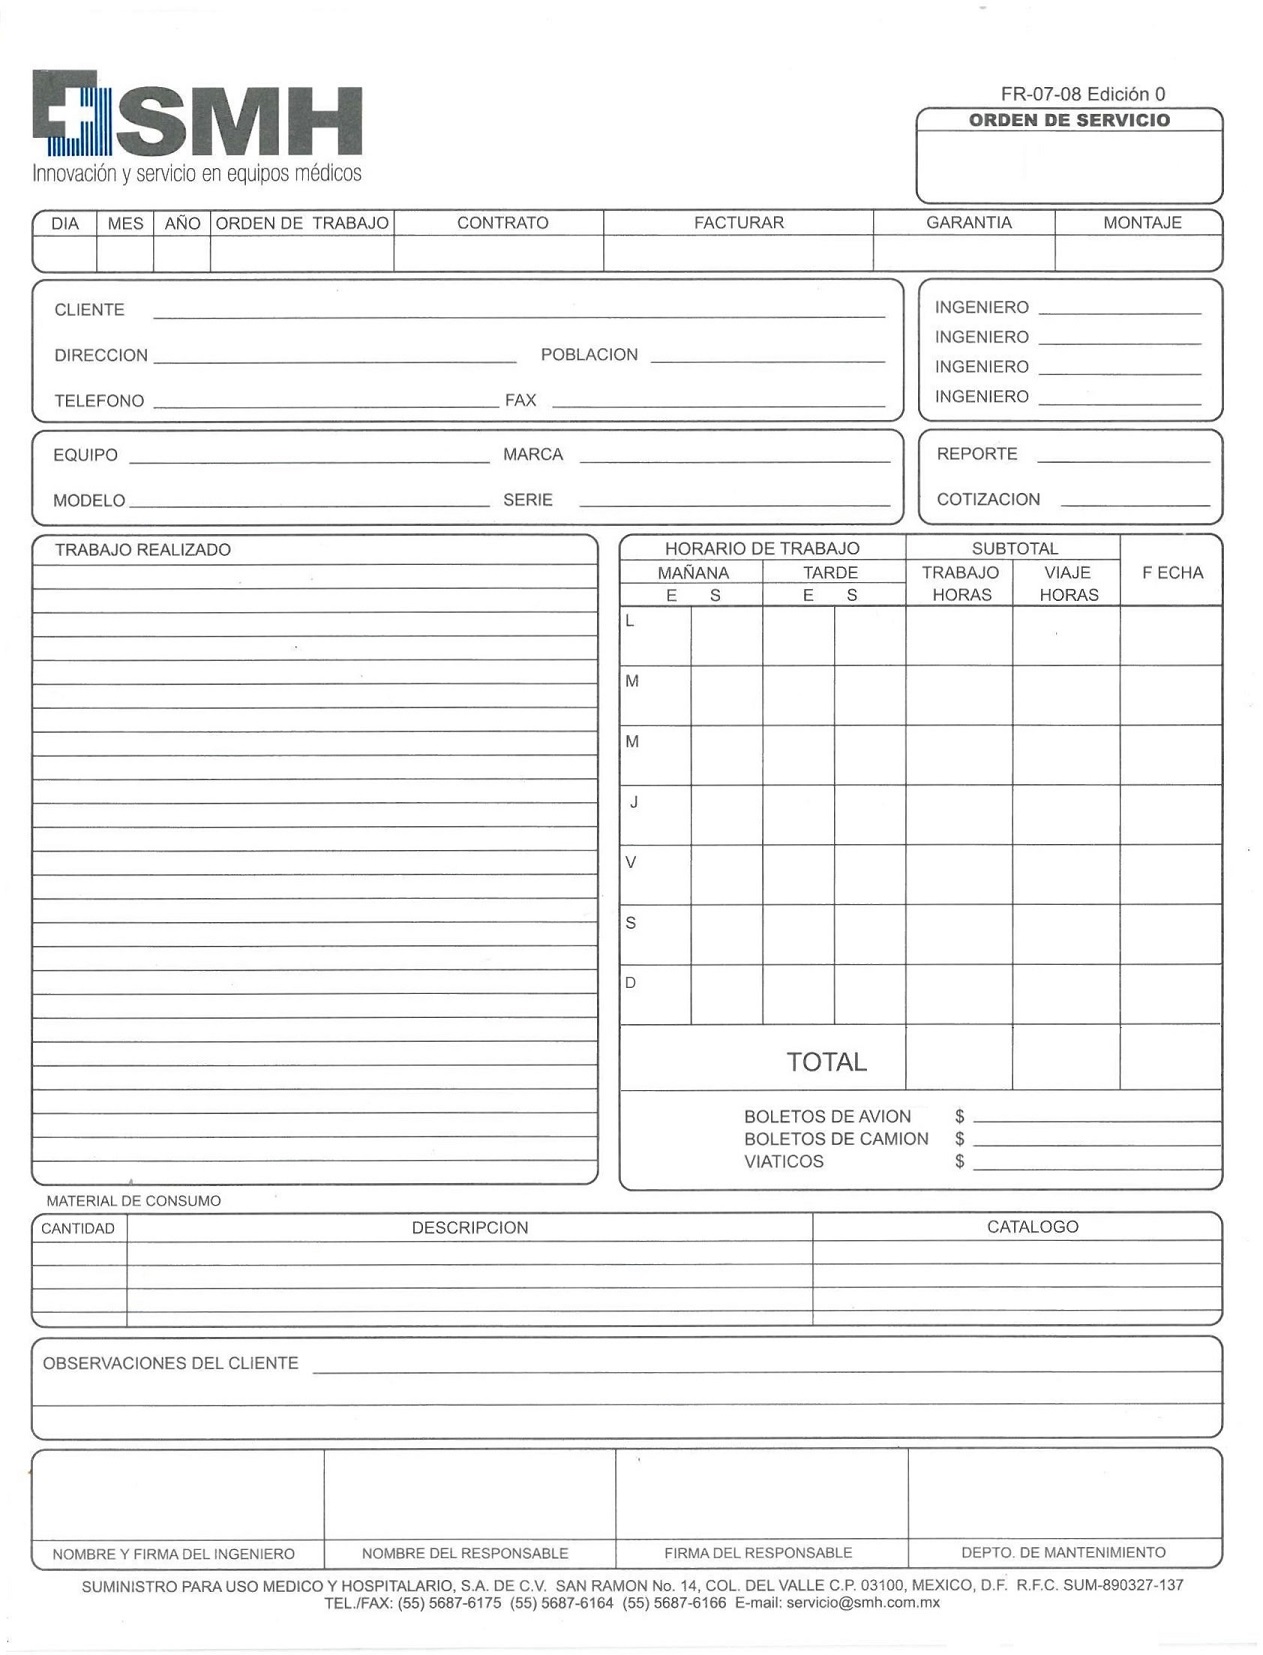 SMH
Innovación y servicio en equipos médicos
FR-07-08 Edición 0
ORDEN DE SERVICIO
DIA MES AÑO ORDEN DE TRABAJO CONTRATO FACTURAR GARANTIA MONTAJE
CLIENTE
DIRECCION POBLACION
TELEFONO FAX
INGENIERO
INGENIERO
INGENIERO
INGENIERO
EQUIPO MARCA
MODELO SERIE
REPORTE
COTIZACION
TRABAJO REALIZADO
HORARIO DE TRABAJO SUBTOTAL
MAÑANA TARDE TRABAJO VIAJE F ECHA
E S E S HORAS HORAS
L
M
M
J
V
S
D
TOTAL
BOLETOS DE AVION $
BOLETOS DE CAMION $
VIATICOS $
MATERIAL DE CONSUMO
CANTIDAD DESCRIPCION CATALOGO
OBSERVACIONES DEL CLIENTE
NOMBRE Y FIRMA DEL INGENIERO NOMBRE DEL RESPONSABLE FIRMA DEL RESPONSABLE DEPTO. DE MANTENIMIENTO
SUMINISTRO PARA USO MEDICO Y HOSPITALARIO, S.A. DE C.V. SAN RAMON No. 14, COL. DEL VALLE C.P. 03100, MEXICO, D.F. R.F.C. SUM-890327-137
TEL./FAX: (55) 5687-6175 (55) 5687-6164 (55) 5687-6166 E-mail: servicio@smh.com.mx